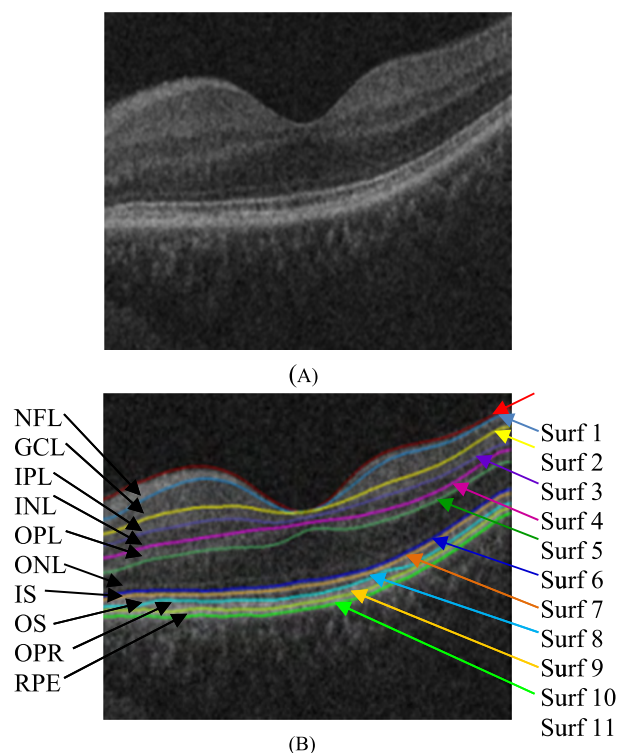 (A)
NFL
GCL
IPL
INL
OPL
ONL
IS
OS
OPR
RPE
Surf 1
Surf 2
Surf 3
Surf 4
Surf 5
Surf 6
Surf 7
Surf 8
Surf 9
Surf 10
Surf 11
(B)